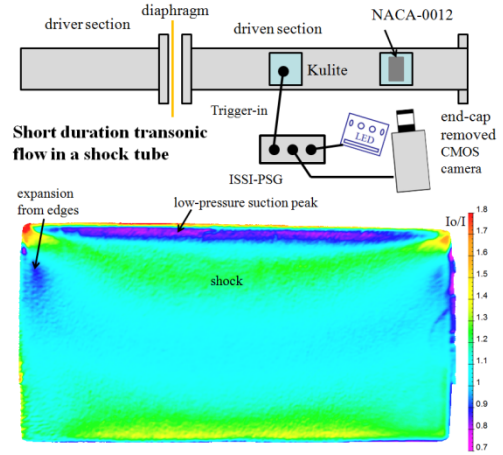 driver section
diaphragm
driven section
NACA-0012
Kulite
Trigger-in
LED
end-cap
removed
CMOS
camera
Short duration transonic
flow in a shock tube
ISSI-PSG
expansion
from edges
low-pressure suction peak
Io/I
shock
1.8
1.7
1.6
1.5
1.4
1.3
1.2
1.1
1
0.9
0.8
0.7